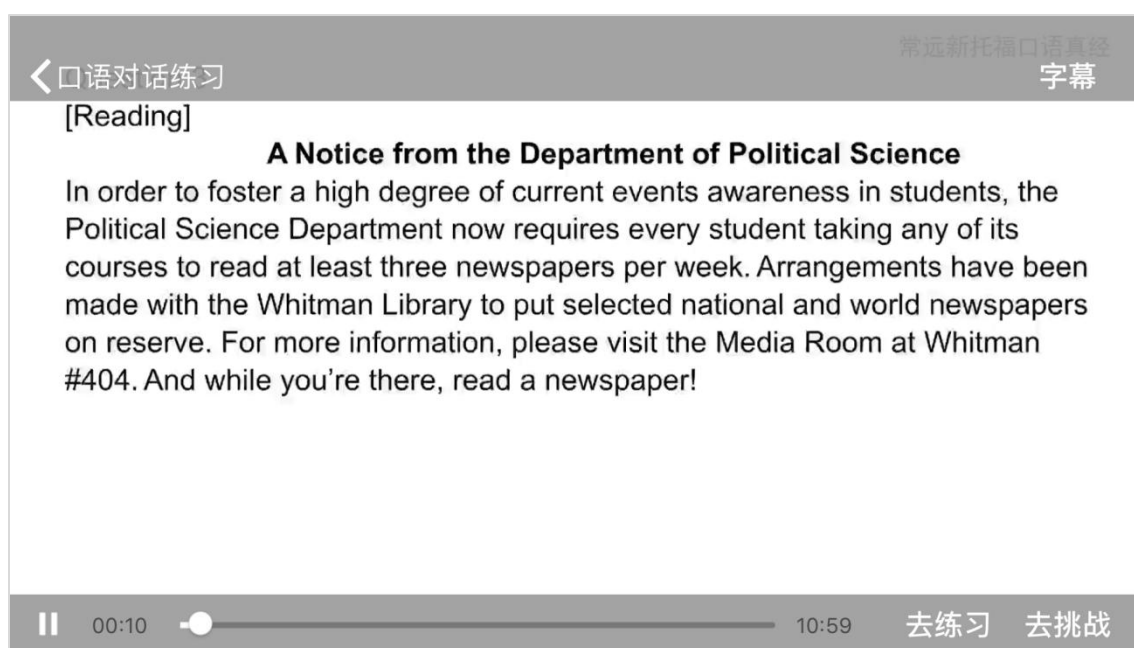 常远新托福口语真经
口语对话练习
字幕
[Reading]
A Notice from the Department of Political Science
In order to foster a high degree of current events awareness in students, the
Political Science Department now requires every student taking any of its
courses to read at least three newspapers per week. Arrangements have been
made with the Whitman Library to put selected national and world newspapers
on reserve. For more information, please visit the Media Room at Whitman
#404. And while you're there, read a newspaper!
00:10
10:59
去练习
去挑战